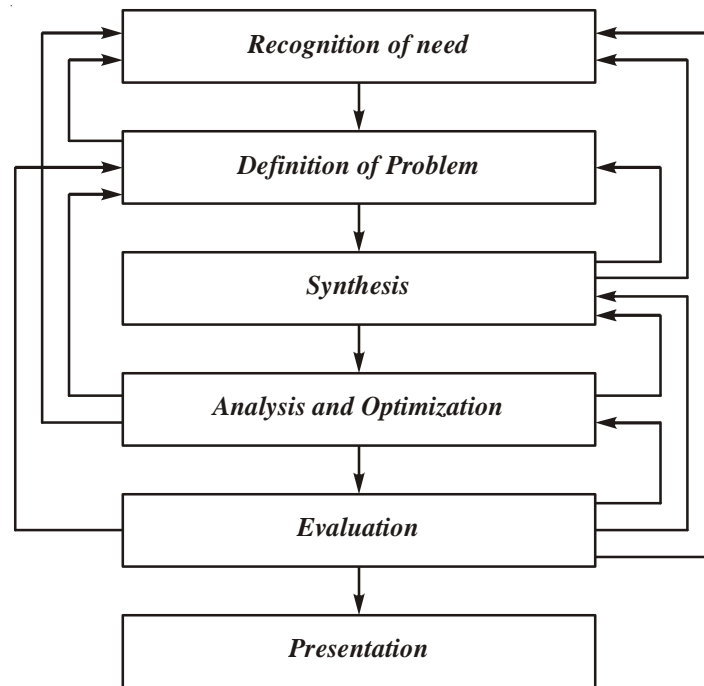 Recognition of need
Definition of Problem
Synthesis
Analysis and Optimization
Evaluation
Presentation